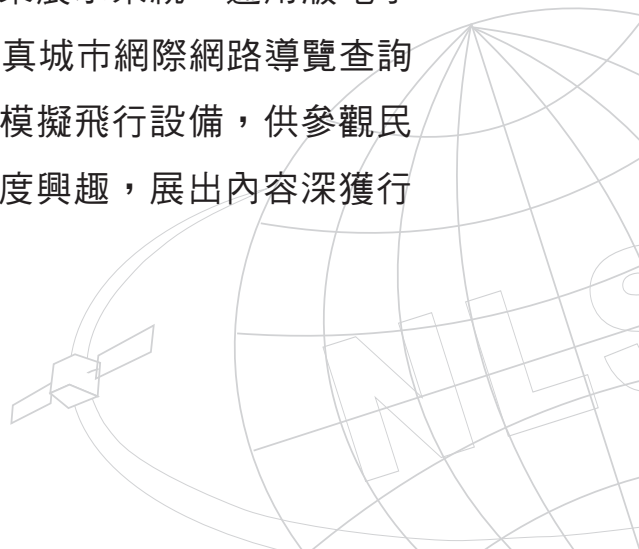 真城市網際網路導覽查詢
模擬飛行設備，供參觀民
度興趣，展出內容深獲行
NLS